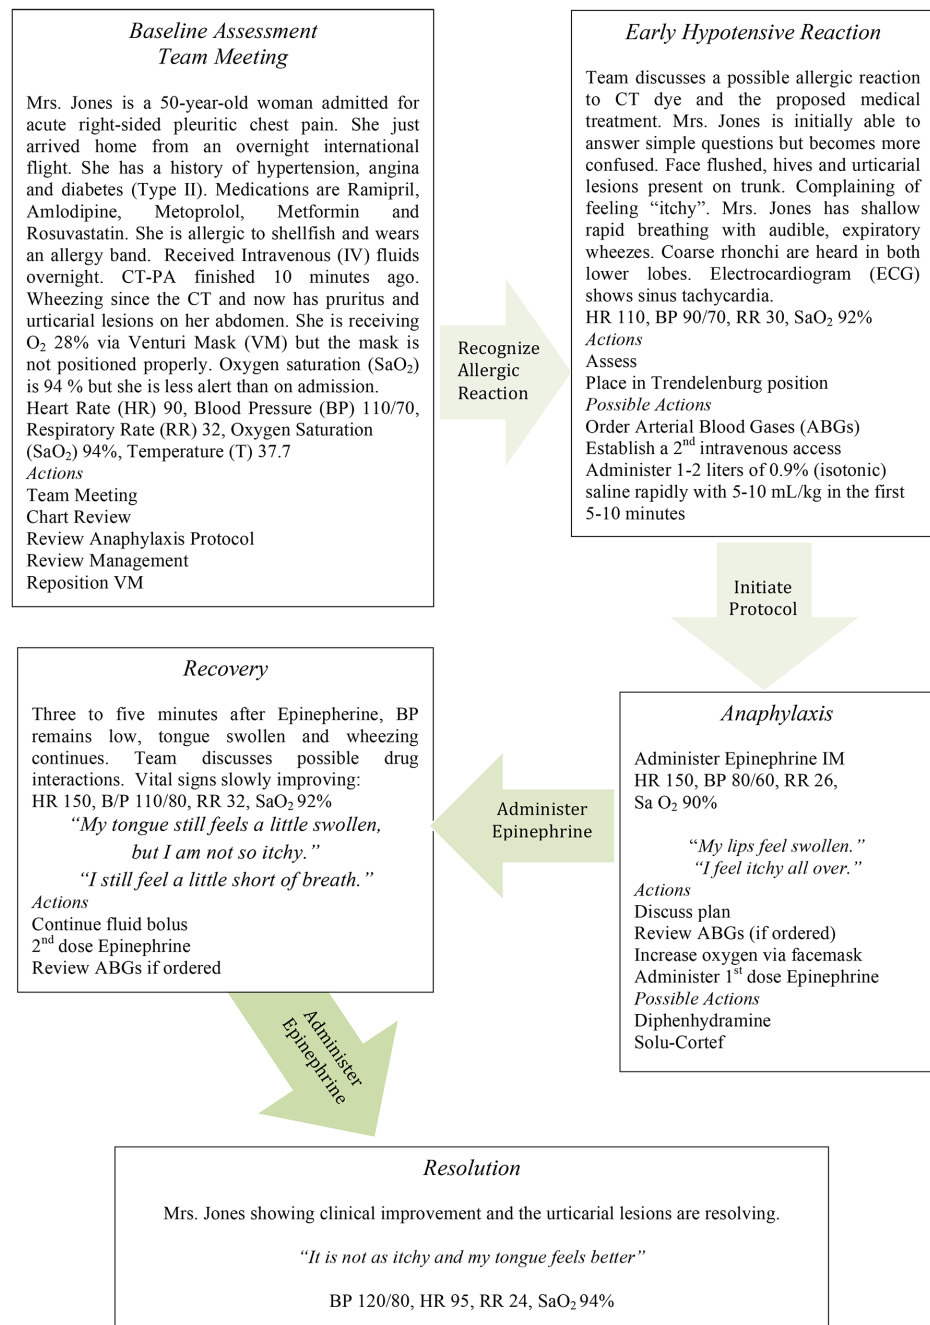 Baseline Assessment
Team Meeting
Mrs. Jones is a 50-year-old woman admitted for
acute right-sided pleuritic chest pain. She just
arrived home from an overnight international
flight. She has a history of hypertension, angina
and diabetes (Type II). Medications are Ramipril,
Amlodipine, Metoprolol, Metformin and
Rosuvastatin. She is allergic to shellfish and wears
an allergy band. Received Intravenous (IV) fluids
overnight. CT-PA finished 10 minutes ago.
Wheezing since the CT and now has pruritus and
urticarial lesions on her abdomen. She is receiving
O₂ 28% via Venturi Mask (VM) but the mask is
not positioned properly. Oxygen saturation (SaO₂)
is 94 % but she is less alert than on admission.
Heart Rate (HR) 90, Blood Pressure (BP) 110/70,
Respiratory Rate (RR) 32, Oxygen Saturation
(SaO₂) 94%, Temperature (T) 37.7
Actions
Team Meeting
Chart Review
Review Anaphylaxis Protocol
Review Management
Reposition VM
Recognize
Allergic
Reaction
Early Hypotensive Reaction
Team discusses a possible allergic reaction
to CT dye and the proposed medical
treatment. Mrs. Jones is initially able to
answer simple questions but becomes more
confused. Face flushed, hives and urticarial
lesions present on trunk. Complaining of
feeling “itchy”. Mrs. Jones has shallow
rapid breathing with audible, expiratory
wheezes. Coarse rhonchi are heard in both
lower lobes. Electrocardiogram (ECG)
shows sinus tachycardia.
HR 110, BP 90/70, RR 30, SaO₂ 92%
Actions
Assess
Place in Trendelenburg position
Possible Actions
Order Arterial Blood Gases (ABGs)
Establish a 2nd intravenous access
Administer 1-2 liters of 0.9% (isotonic)
saline rapidly with 5-10 mL/kg in the first
5-10 minutes
Initiate
Protocol
Anaphylaxis
Administer Epinephrine IM
HR 150, BP 80/60, RR 26,
Sa O₂ 90%
“My lips feel swollen.”
“I feel itchy all over.”
Actions
Discuss plan
Review ABGs (if ordered)
Increase oxygen via facemask
Administer 1st dose Epinephrine
Possible Actions
Diphenhydramine
Solu-Cortef
Administer
Epinephrine
Recovery
Three to five minutes after Epinepherine, BP
remains low, tongue swollen and wheezing
continues. Team discusses possible drug
interactions. Vital signs slowly improving:
HR 150, B/P 110/80, RR 32, SaO₂ 92%
“My tongue still feels a little swollen,
but I am not so itchy.”
“I still feel a little short of breath.”
Actions
Continue fluid bolus
2nd dose Epinephrine
Review ABGs if ordered
Administer
Epinephrine
Resolution
Mrs. Jones showing clinical improvement and the urticarial lesions are resolving.
“It is not as itchy and my tongue feels better”
BP 120/80, HR 95, RR 24, SaO₂ 94%